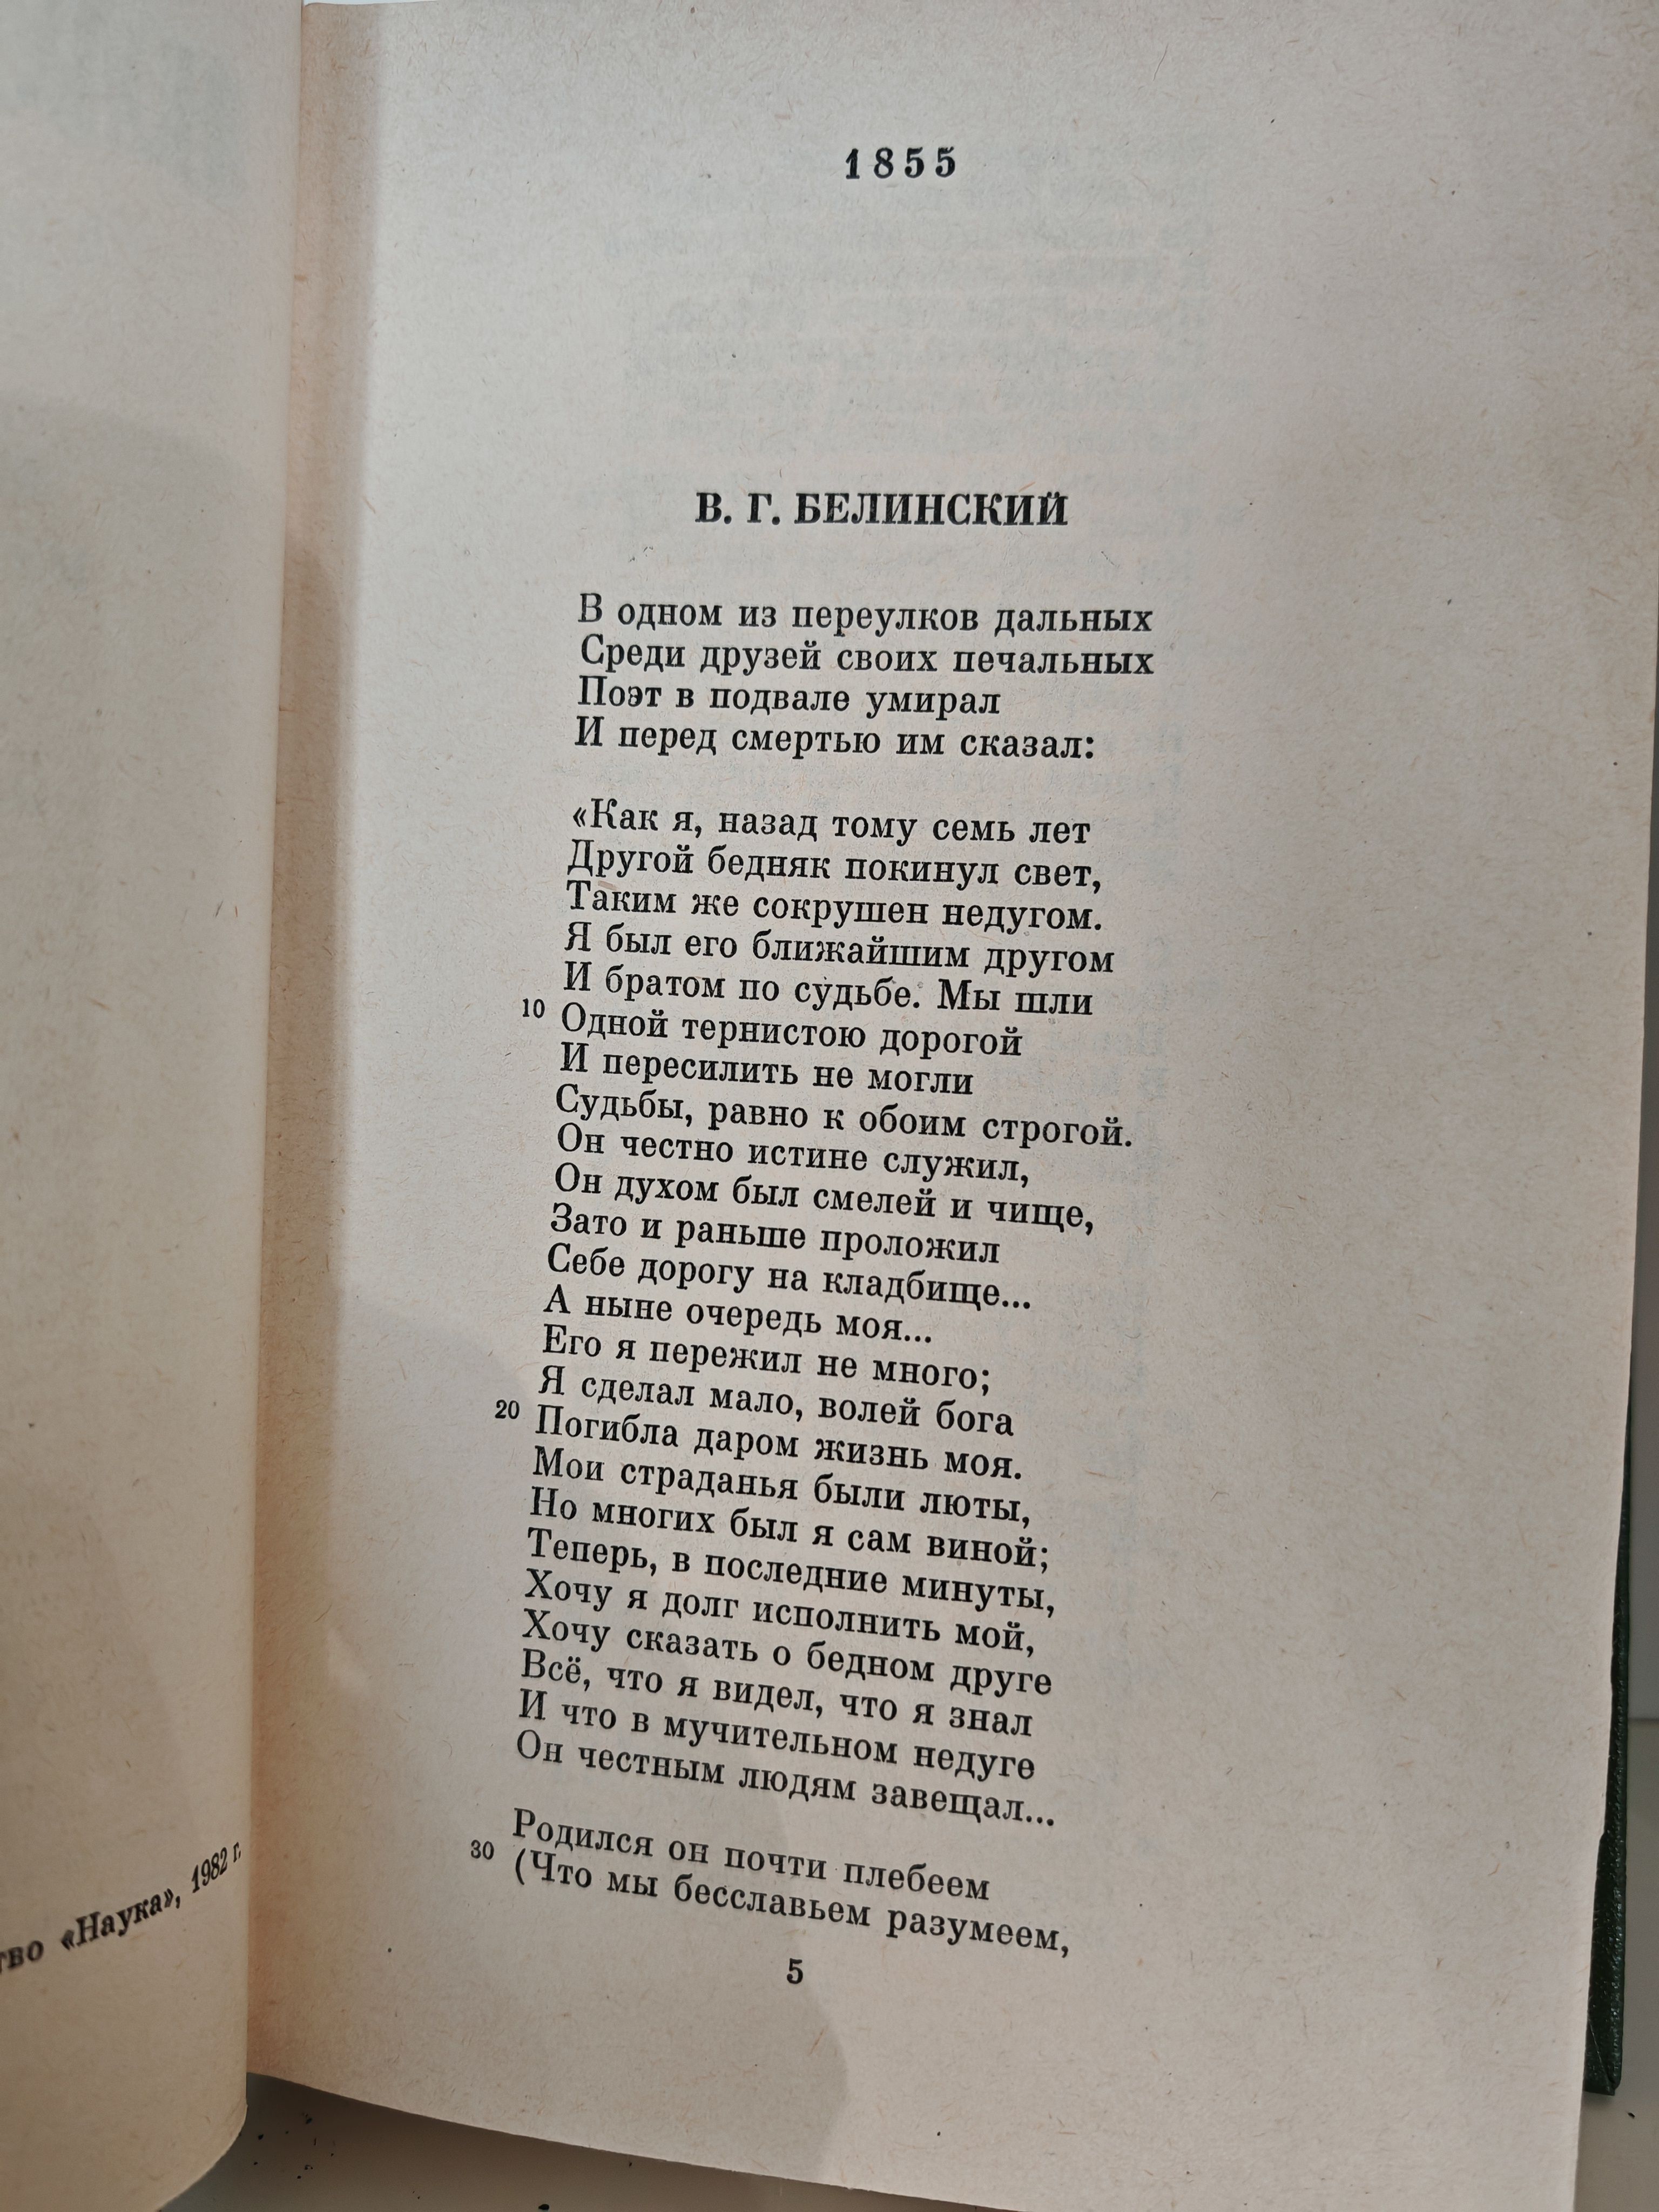 тво «Наука», 1982 г.
1855
В. Г. БЕЛИНСКИЙ
В одном из переулков дальных
Среди друзей своих печальных
Поэт в подвале умирал
И перед смертью им сказал:
«Как я, назад тому семь лет
Другой бедняк покинул свет,
Таким же сокрушен недугом.
Я был его ближайшим другом
И братом по судьбе. Мы шли
10 Одной тернистою дорогой
И пересилить не могли
Судьбы, равно к обоим строгой.
Он честно истине служил,
Он духом был смелей и чище,
Зато и раньше проложил
Себе дорогу на кладбище...
А ныне очередь моя...
Его я пережил не много;
Я сделал мало, волей бога
20 Погибла даром жизнь моя.
Мои страданья были люты,
Но многих был я сам виной;
Теперь, в последние минуты,
Хочу я долг исполнить мой,
Хочу сказать о бедном друге
Всё, что я видел, что я знал
И что в мучительном недуге
Он честным людям завещал...
Родился он почти плебеем
30 (Что мы бесславьем разумеем,
5